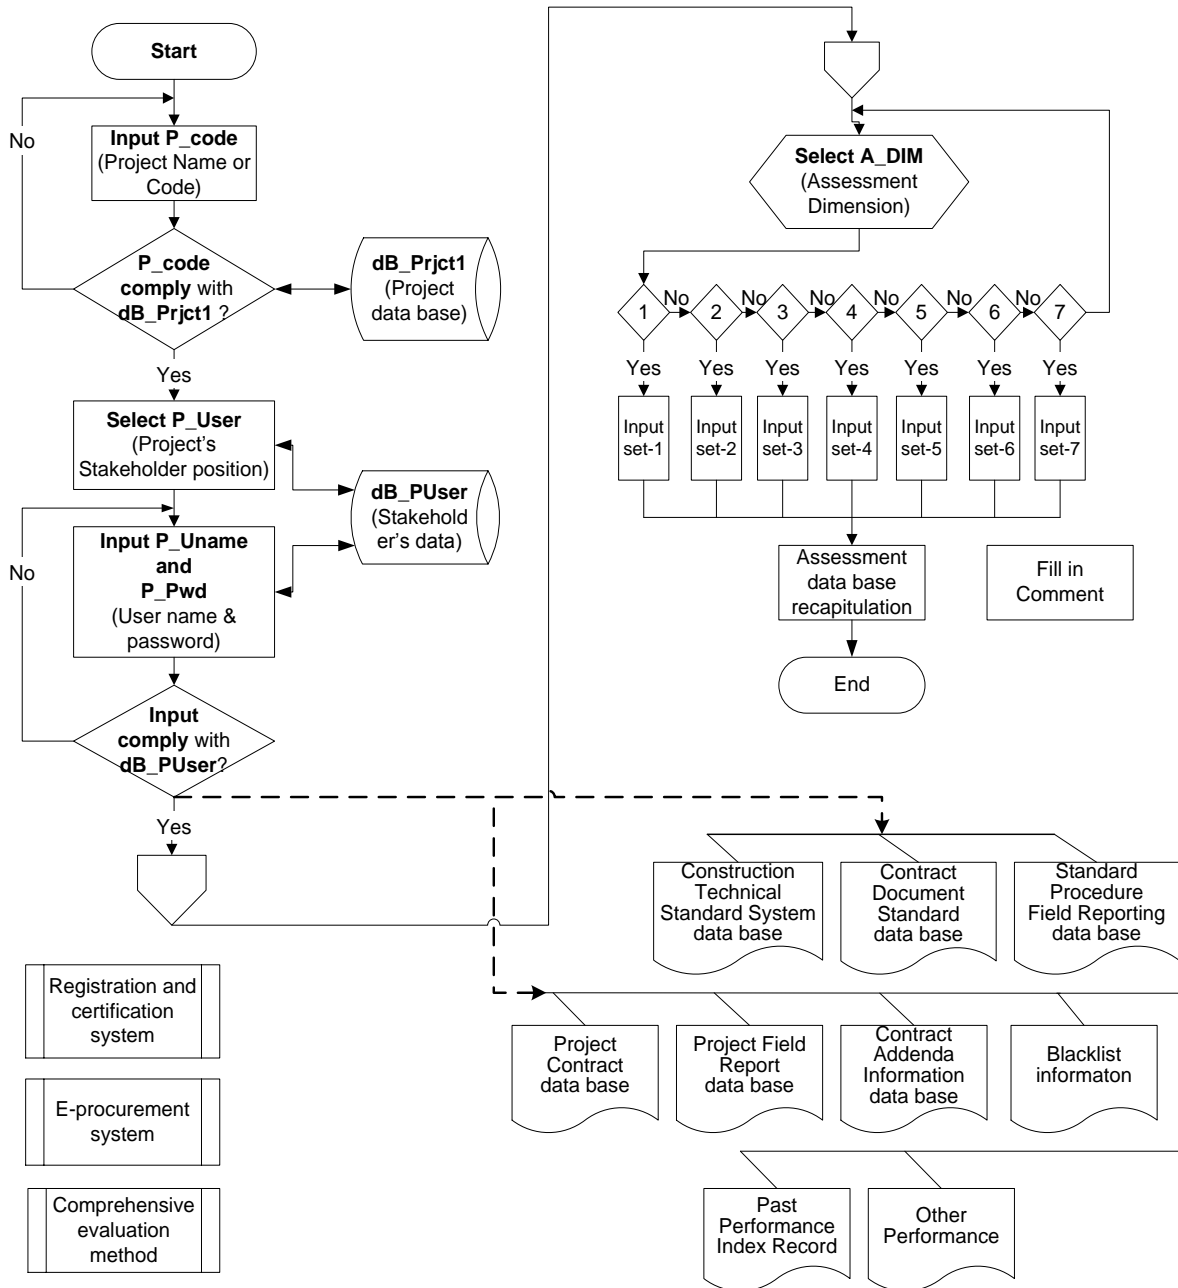 Start
No
Input P_code
(Project Name or
Code)
P_code
comply with
dB_Prjct1 ?
dB_Prjct1
(Project
data base)
Yes
Select P_User
(Project's
Stakeholder position)
dB_PUser
(Stakehold
er's data)
No
Input P_Uname
and
P_Pwd
(User name &
password)
Input
comply with
dB_PUser?
Yes
Registration and
certification
system
E-procurement
system
Comprehensive
evaluation
method
Select A_DIM
(Assessment
Dimension)
1 No 2 No 3 No 4 No 5 No 6 No 7
Yes Yes Yes Yes Yes Yes Yes
Input Input Input Input Input Input Input
set-1 set-2 set-3 set-4 set-5 set-6 set-7
Assessment
data base
recapitulation
Fill in
Comment
End
Construction
Technical
Standard System
data base
Contract
Document
Standard
data base
Standard
Procedure
Field Reporting
data base
Project
Contract
data base
Project Field
Report
data base
Contract
Addenda
Information
data base
Blacklist
informaton
Past
Performance
Index Record
Other
Performance